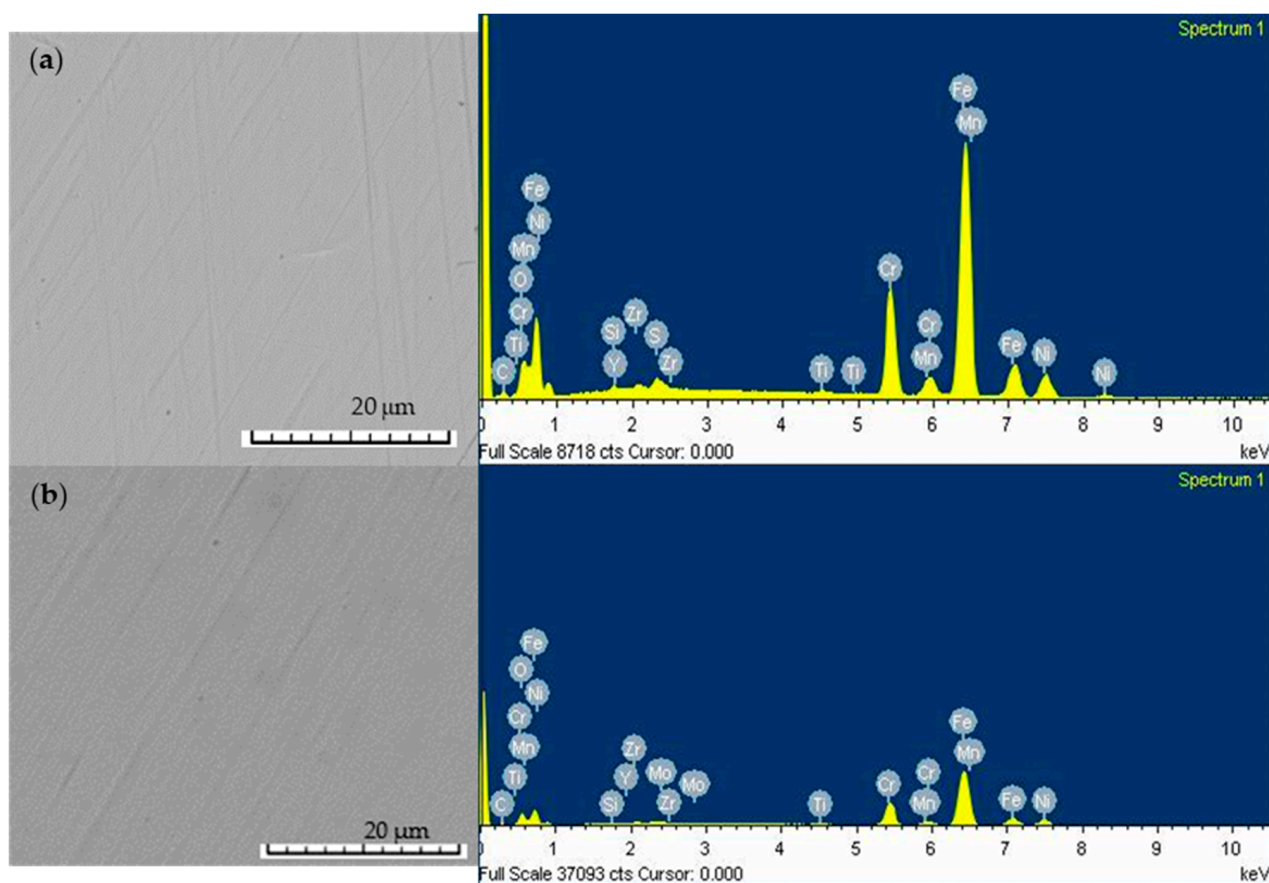 (a)
20 µm
Spectrum 1
Fe
Mn
Fe
Ni
Mn
O
Cr
Ti
C
Si
Y
Zr
S
Zr
Ti
Ti
Cr
Cr
Mn
Fe
Ni
Ni
0 1 2 3 4 5 6 7 8 9 10
Full Scale 8718 cts Cursor: 0.000 keV
(b)
20 µm
Spectrum 1
Fe
O
Ni
Cr
Mn
Ti
C
Zr
Y
Si
Mo
Zr
Mo
Ti
Cr
Cr
Mn
Fe
Mn
Fe
Ni
0 1 2 3 4 5 6 7 8 9 10
Full Scale 37093 cts Cursor: 0.000 keV